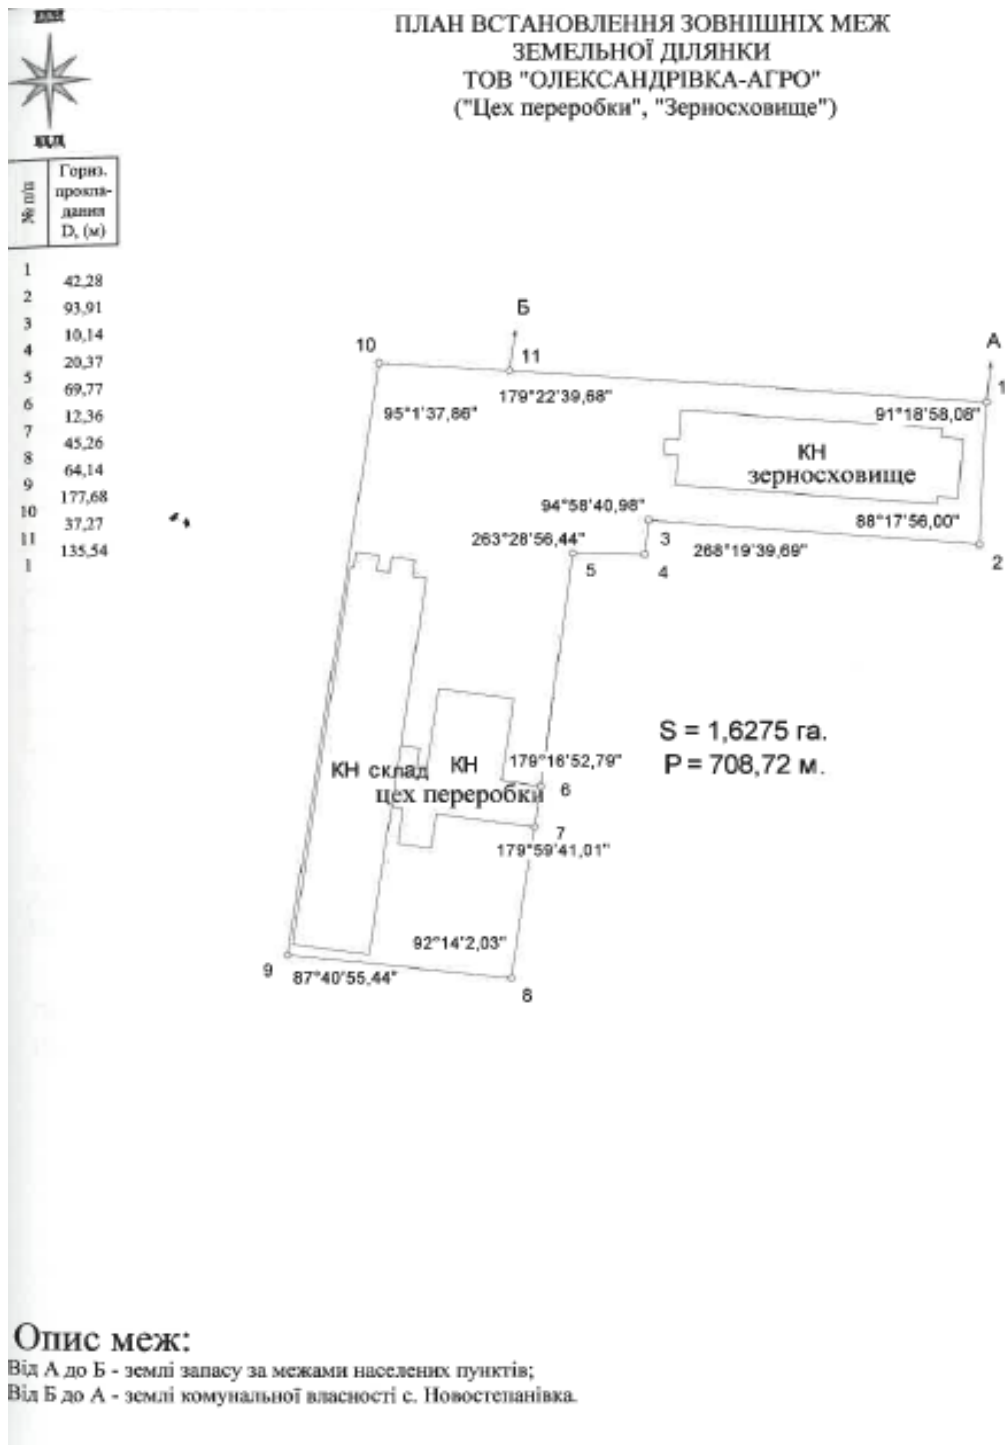 ПЛАН ВСТАНОВЛЕННЯ ЗОВНІШНІХ МЕЖ
ЗЕМЕЛЬНОЇ ДІЛЯНКИ
ТОВ "ОЛЕКСАНДРІВКА-АГРО"
("Цех переробки", "Зерносховище")
№ п/п
Гориз.
прокла-
дання
D, (м)
1
42,28
2
93,91
3
10,14
4
20,37
5
69,77
6
12,36
7
45,26
8
64,14
9
177,68
10
37,27
11
135,54
1
Б
А
10
11
1
179°22'39,68"
95°1'37,86"
91°18'58,08"
КН
зерносховище
94°58'40,98"
88°17'56,00"
263°28'56,44"
3
268°19'39,69"
2
5
4
S = 1,6275 га.
P = 708,72 м.
179°16'52,79"
КН склад
КН
цех переробки
6
7
179°59'41,01"
92°14'2,03"
9
87°40'55,44"
8
Опис меж:
Від А до Б - землі запасу за межами населених пунктів;
Від Б до А - землі комунальної власності с. Новостепанівка.